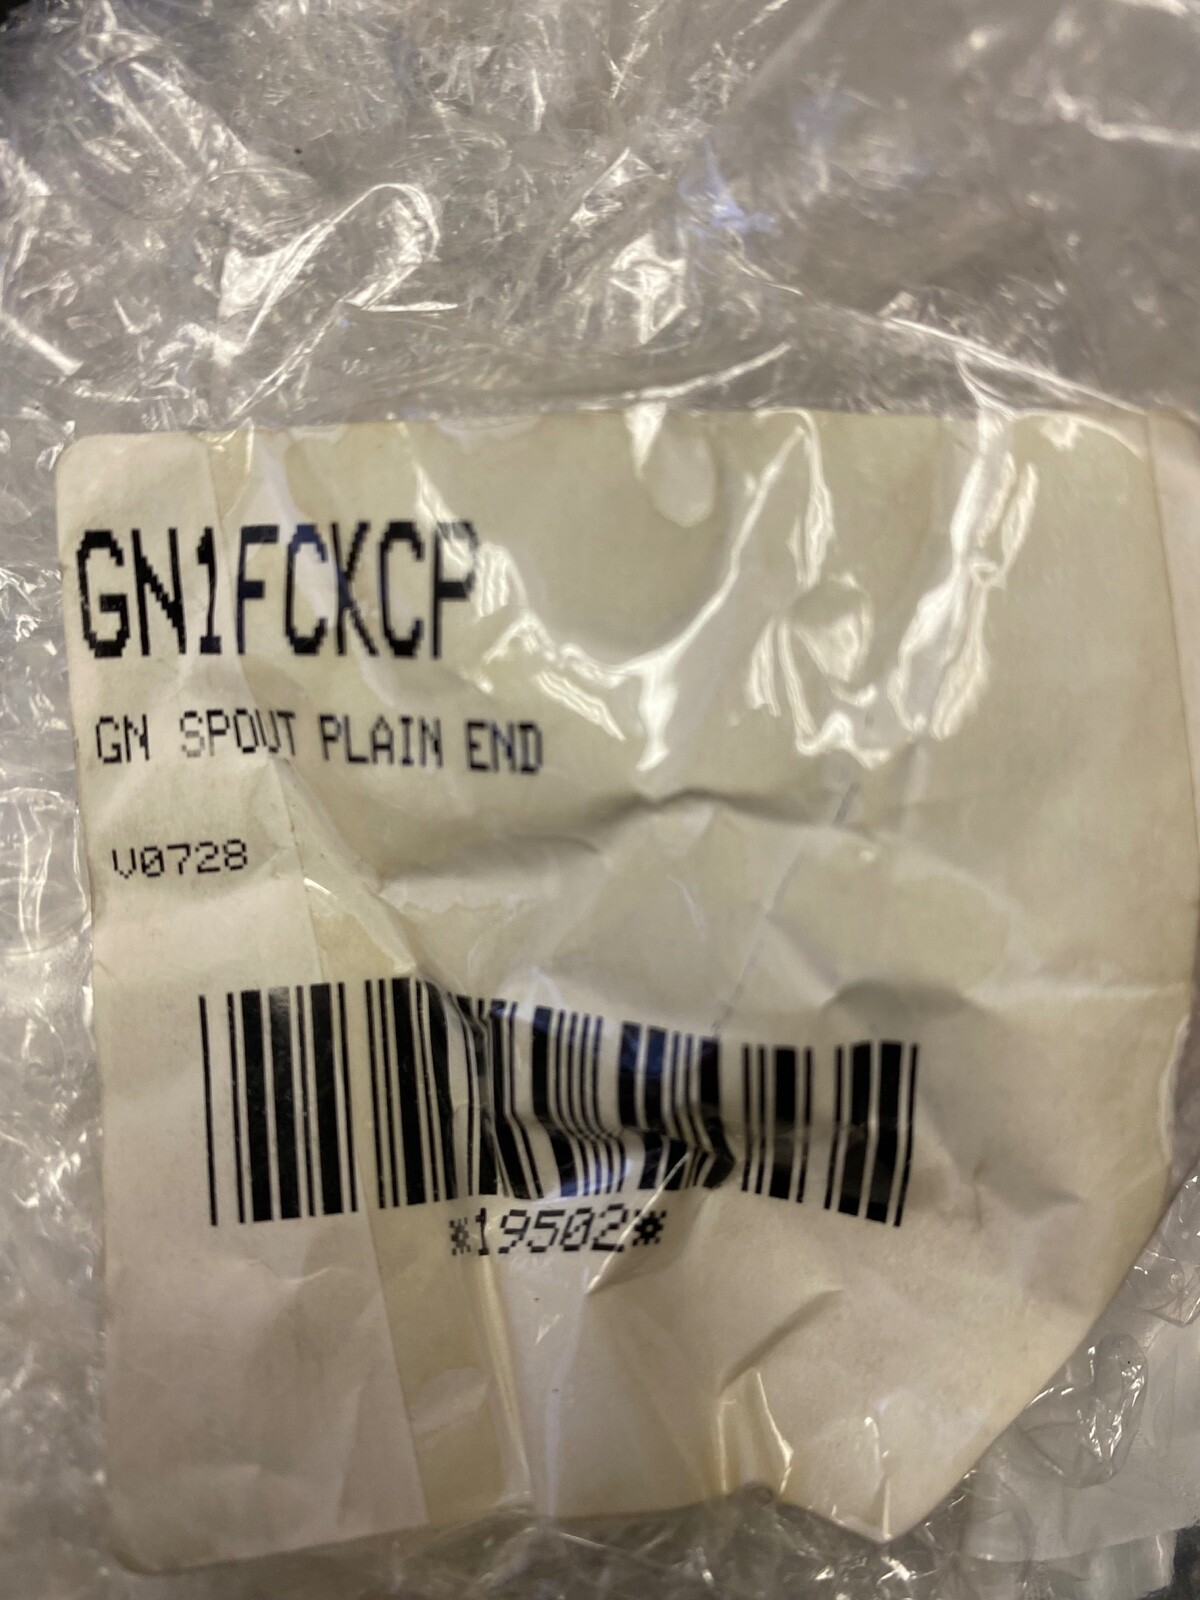 GN1FCKCP
GN SPOUT PLAIN END
V0728
*19502*